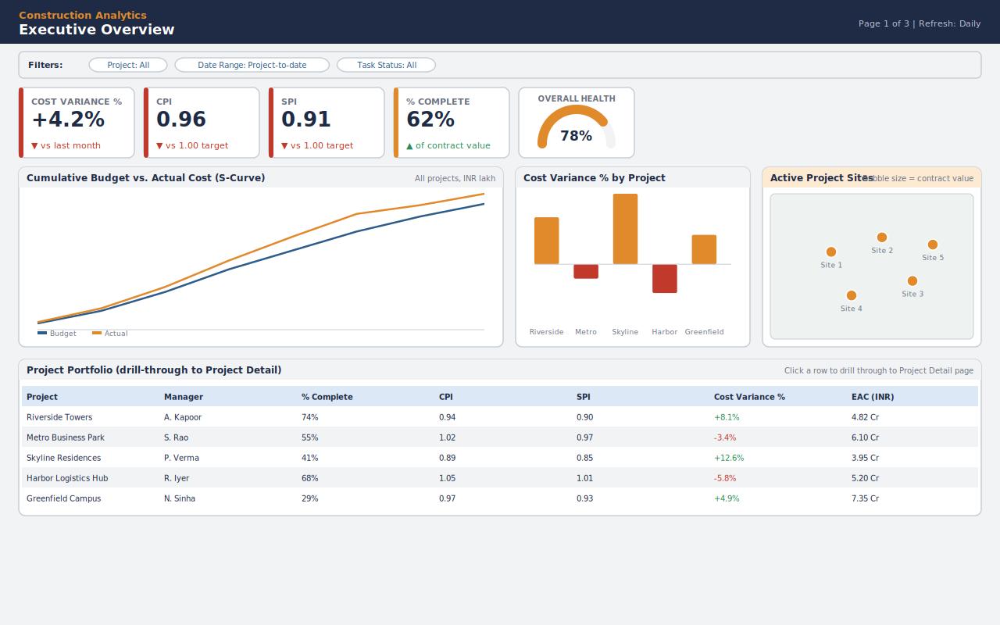 Construction Analytics
Executive Overview
Page 1 of 3 | Refresh: Daily
Filters:
Project: All
Date Range: Project-to-date
Task Status: All
COST VARIANCE %
+4.2%
▼ vs last month
CPI
0.96
▼ vs 1.00 target
SPI
0.91
▼ vs 1.00 target
% COMPLETE
62%
▲ of contract value
OVERALL HEALTH
78%
Cumulative Budget vs. Actual Cost (S-Curve)
All projects, INR lakh
Budget
Actual
Cost Variance % by Project
Riverside Metro Skyline Harbor Greenfield
Active Project Sites
size = contract value
Site 1
Site 2
Site 5
Site 3
Site 4
Project Portfolio (drill-through to Project Detail)
Click a row to drill through to Project Detail page
Project Manager % Complete CPI SPI Cost Variance % EAC (INR)
Riverside Towers A. Kapoor 74% 0.94 0.90 +8.1% 4.82 Cr
Metro Business Park S. Rao 55% 1.02 0.97 -3.4% 6.10 Cr
Skyline Residences P. Verma 41% 0.89 0.85 +12.6% 3.95 Cr
Harbor Logistics Hub R. Iyer 68% 1.05 1.01 -5.8% 5.20 Cr
Greenfield Campus N. Sinha 29% 0.97 0.93 +4.9% 7.35 Cr